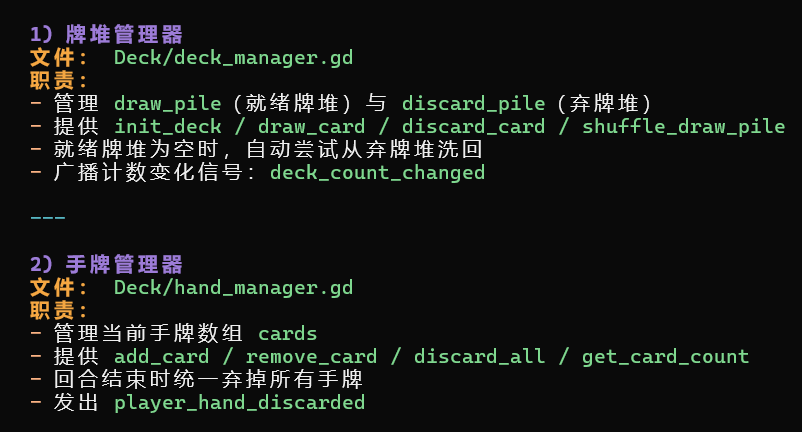 1) 牌堆管理器
文件： Deck/deck_manager.gd
职责：
- 管理 draw_pile（就绪牌堆）与 discard_pile（弃牌堆）
- 提供 init_deck / draw_card / discard_card / shuffle_draw_pile
- 就绪牌堆为空时，自动尝试从弃牌堆洗回
- 广播计数变化信号：deck_count_changed
---
2) 手牌管理器
文件： Deck/hand_manager.gd
职责：
- 管理当前手牌数组 cards
- 提供 add_card / remove_card / discard_all / get_card_count
- 回合结束时统一弃掉所有手牌
- 发出 player_hand_discarded